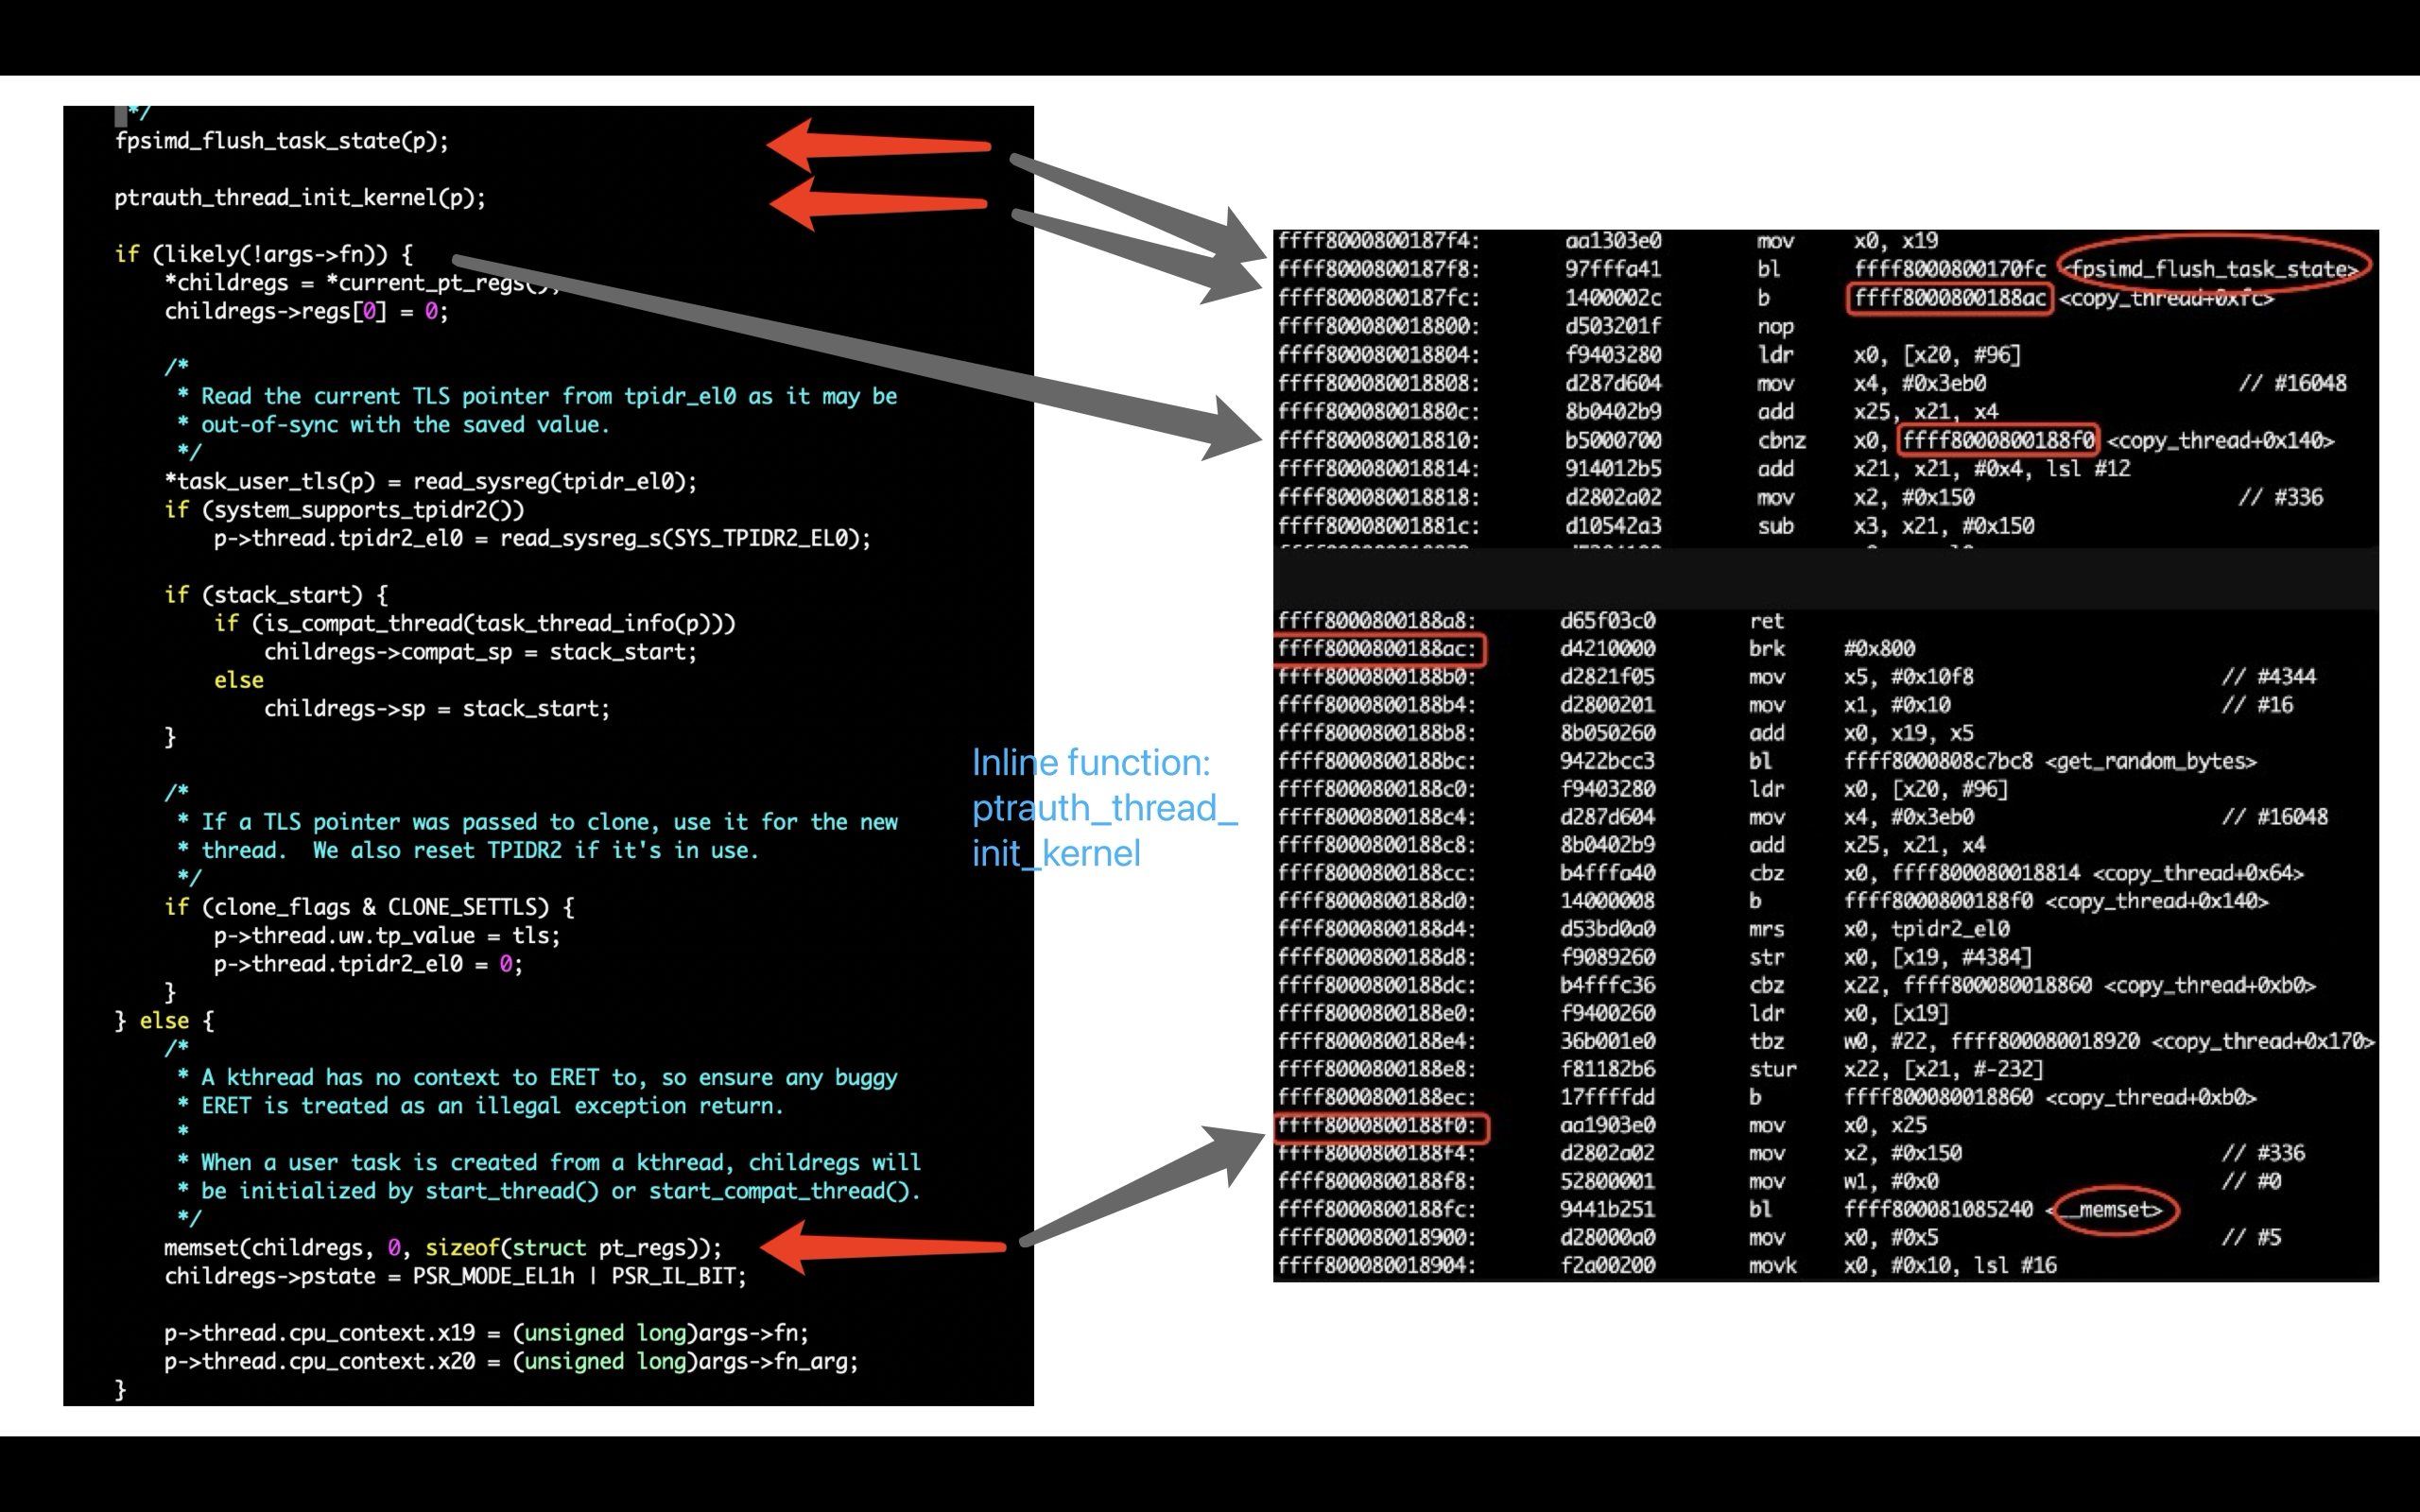 */
fpsimd_flush_task_state(p);
ptrauth_thread_init_kernel(p);
if (likely(!args->fn)) {
*childregs = *current_pt_regs();
childregs->regs[0] = 0;
/*
* Read the current TLS pointer from tpidr_el0 as it may be
* out-of-sync with the saved value.
*/
*task_user_tls(p) = read_sysreg(tpidr_el0);
if (system_supports_tpidr2())
p->thread.tpidr2_el0 = read_sysreg_s(SYS_TPIDR2_EL0);
if (stack_start) {
if (is_compat_thread(task_thread_info(p)))
childregs->compat_sp = stack_start;
else
childregs->sp = stack_start;
}
/*
* If a TLS pointer was passed to clone, use it for the new
* thread.  We also reset TPIDR2 if it's in use.
*/
if (clone_flags & CLONE_SETTLS) {
p->thread.uw.tp_value = tls;
p->thread.tpidr2_el0 = 0;
}
} else {
/*
* A kthread has no context to ERET to, so ensure any buggy
* ERET is treated as an illegal exception return.
*
* When a user task is created from a kthread, childregs will
* be initialized by start_thread() or start_compat_thread().
*/
memset(childregs, 0, sizeof(struct pt_regs));
childregs->pstate = PSR_MODE_EL1h | PSR_IL_BIT;
p->thread.cpu_context.x19 = (unsigned long)args->fn;
p->thread.cpu_context.x20 = (unsigned long)args->fn_arg;
}
Inline function:
ptrauth_thread_
init_kernel
ffff8000800187f4: aa1303e0 mov x0, x19
ffff8000800187f8: 97fffa41 bl ffff8000800170fc <fpsimd_flush_task_state>
ffff8000800187fc: 1400002c b ffff8000800188ac <copy_thread+0xfc>
ffff800080018800: d503201f nop
ffff800080018804: f9403280 ldr x0, [x20, #96]
ffff800080018808: d287d604 mov x4, #0x3eb0 // #16048
ffff80008001880c: 8b0402b9 add x25, x21, x4
ffff800080018810: b5000700 cbnz x0, ffff8000800188f0 <copy_thread+0x140>
ffff800080018814: 914012b5 add x21, x21, #0x4, lsl #12
ffff800080018818: d2802a02 mov x2, #0x150 // #336
ffff80008001881c: d10542a3 sub x3, x21, #0x150
ffff8000800188a8: d65f03c0 ret
ffff8000800188ac: d4210000 brk #0x800
ffff8000800188b0: d2821f05 mov x5, #0x10f8 // #4344
ffff8000800188b4: d2800201 mov x1, #0x10 // #16
ffff8000800188b8: 8b050260 add x0, x19, x5
ffff8000800188bc: 9422bcc3 bl ffff8000808c7bc8 <get_random_bytes>
ffff8000800188c0: f9403280 ldr x0, [x20, #96]
ffff8000800188c4: d287d604 mov x4, #0x3eb0 // #16048
ffff8000800188c8: 8b0402b9 add x25, x21, x4
ffff8000800188cc: b4fffa40 cbz x0, ffff800080018814 <copy_thread+0x64>
ffff8000800188d0: 14000008 b ffff8000800188f0 <copy_thread+0x140>
ffff8000800188d4: d53bd0a0 mrs x0, tpidr2_el0
ffff8000800188d8: f9089260 str x0, [x19, #4384]
ffff8000800188dc: b4fffc36 cbz x22, ffff800080018860 <copy_thread+0xb0>
ffff8000800188e0: f9400260 ldr x0, [x19]
ffff8000800188e4: 36b001e0 tbz w0, #22, ffff800080018920 <copy_thread+0x170>
ffff8000800188e8: f81182b6 stur x22, [x21, #-232]
ffff8000800188ec: 17ffffdd b ffff800080018860 <copy_thread+0xb0>
ffff8000800188f0: aa1903e0 mov x0, x25
ffff8000800188f4: d2802a02 mov x2, #0x150 // #336
ffff8000800188f8: 52800001 mov w1, #0x0 // #0
ffff8000800188fc: 9441b251 bl ffff800081085240 <__memset>
ffff800080018900: d28000a0 mov x0, #0x5 // #5
ffff800080018904: f2a00200 movk x0, #0x10, lsl #16